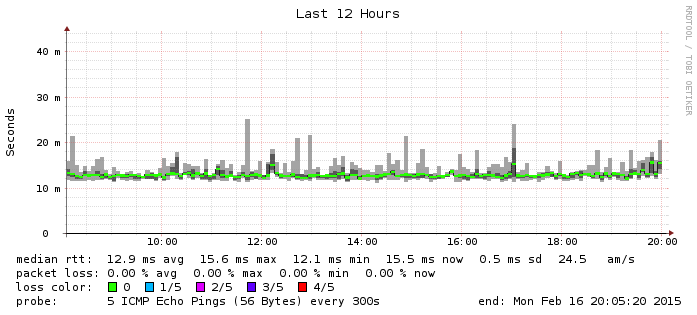 Last 12 Hours
RRDTOOL / TOBI OETIKER
Seconds
40 m
30 m
20 m
10 m
0
10:00 12:00 14:00 16:00 18:00 20:00
median rtt: 12.9 ms avg 15.6 ms max 12.1 ms min 15.5 ms now 0.5 ms sd 24.5 am/s
packet loss: 0.00 % avg 0.00 % max 0.00 % min 0.00 % now
loss color: 0 1/5 2/5 3/5 4/5
probe: 5 ICMP Echo Pings (56 Bytes) every 300s end: Mon Feb 16 20:05:20 2015